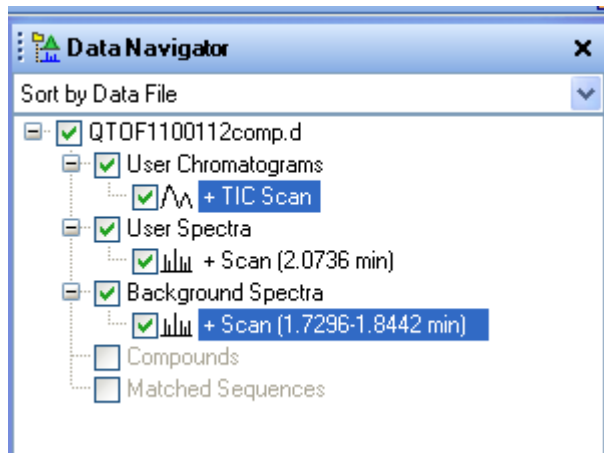 Data Navigator
Sort by Data File
QTOF1100112comp.d
User Chromatograms
+ TIC Scan
User Spectra
+ Scan (2.0736 min)
Background Spectra
+ Scan (1.7296-1.8442 min)
Compounds
Matched Sequences